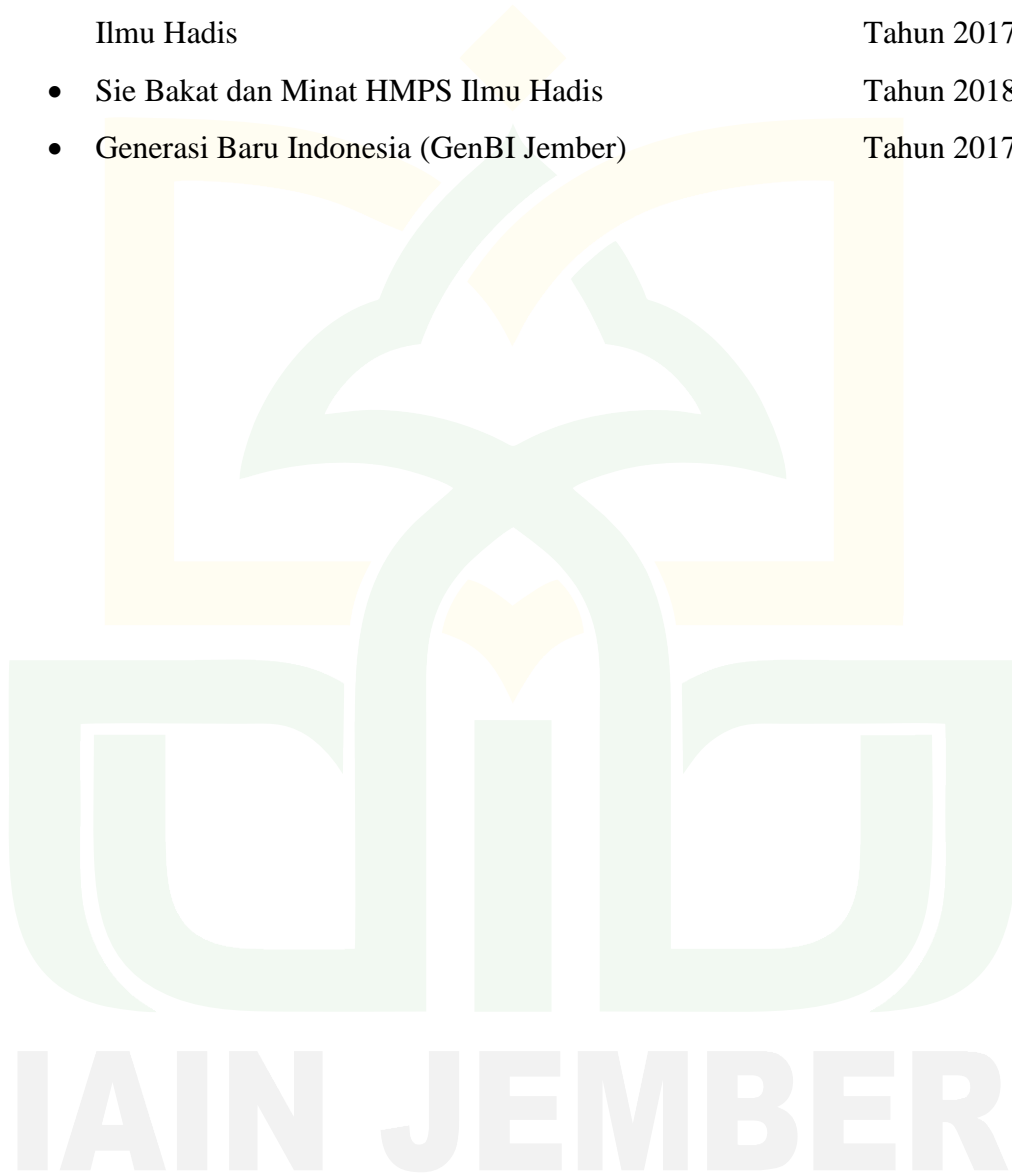 Ilmu Hadis Tahun 2017
• Sie Bakat dan Minat HMPS Ilmu Hadis Tahun 2018
• Generasi Baru Indonesia (GenBI Jember) Tahun 2017
IAIN JEMBER